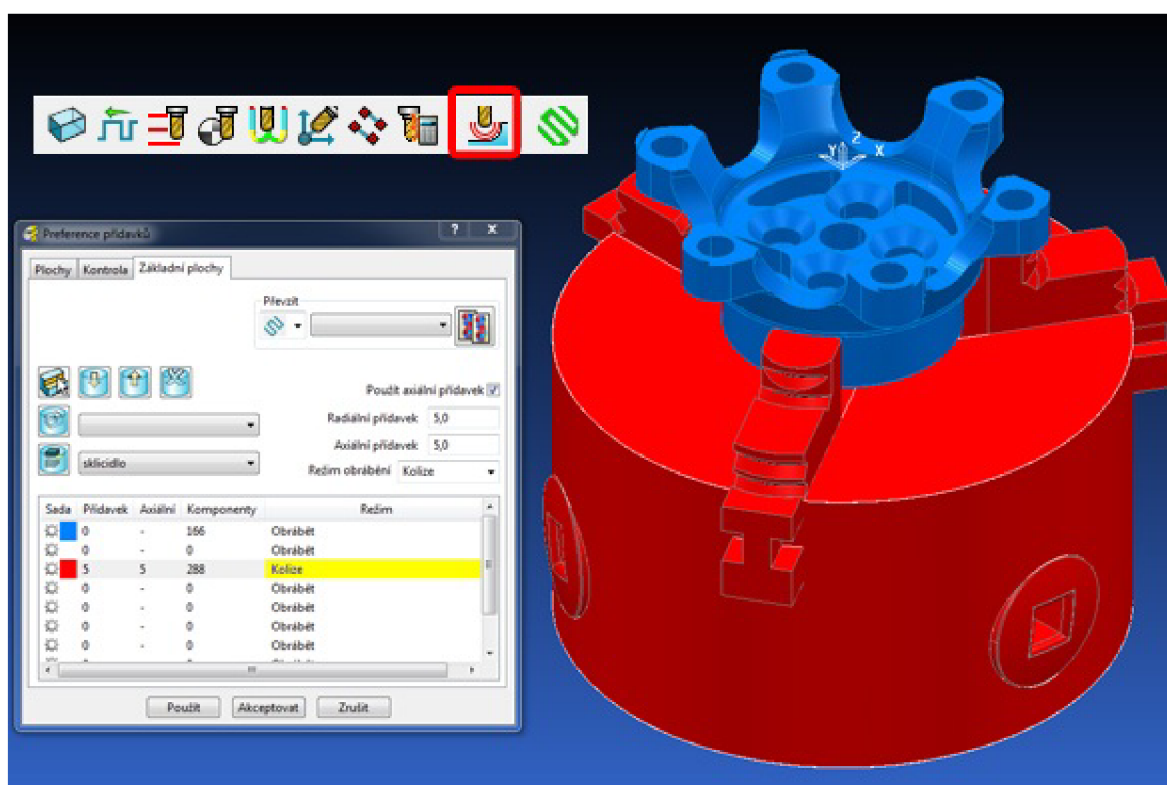 Z
Y X
Preference přídavků ? X
Plochy Kontrola Základní plochy
Převzít
Použít axiální přídavek
Radiální přídavek 5,0
Axiální přídavek 5,0
sklicidlo Režim obrábění Kolize
Sada Přídavek Axiální Komponenty Režim
0 - 166 Obrábět
0 - 0 Obrábět
5 5 288 Kolize
0 - 0 Obrábět
0 - 0 Obrábět
0 - 0 Obrábět
0 - 0 Obrábět
Použít Akceptovat Zrušit